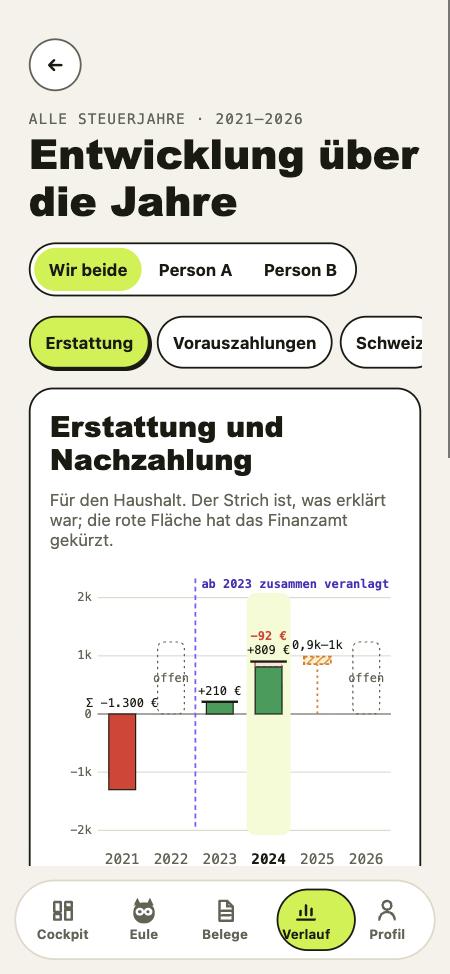 ALLE STEUERJAHRE · 2021–2026
Entwicklung über
die Jahre
Wir beide
Person A
Person B
Erstattung
Vorauszahlungen
Schweiz
Erstattung und
Nachzahlung
Für den Haushalt. Der Strich ist, was erklärt
war; die rote Fläche hat das Finanzamt
gekürzt.
ab 2023 zusammen veranlagt
2k
−92 €
+809 €
0,9k–1k
1k
offen
offen
+210 €
Σ −1.300 €
0
−1k
−2k
2021 2022 2023 2024 2025 2026
Cockpit
Eule
Belege
Verlauf
Profil